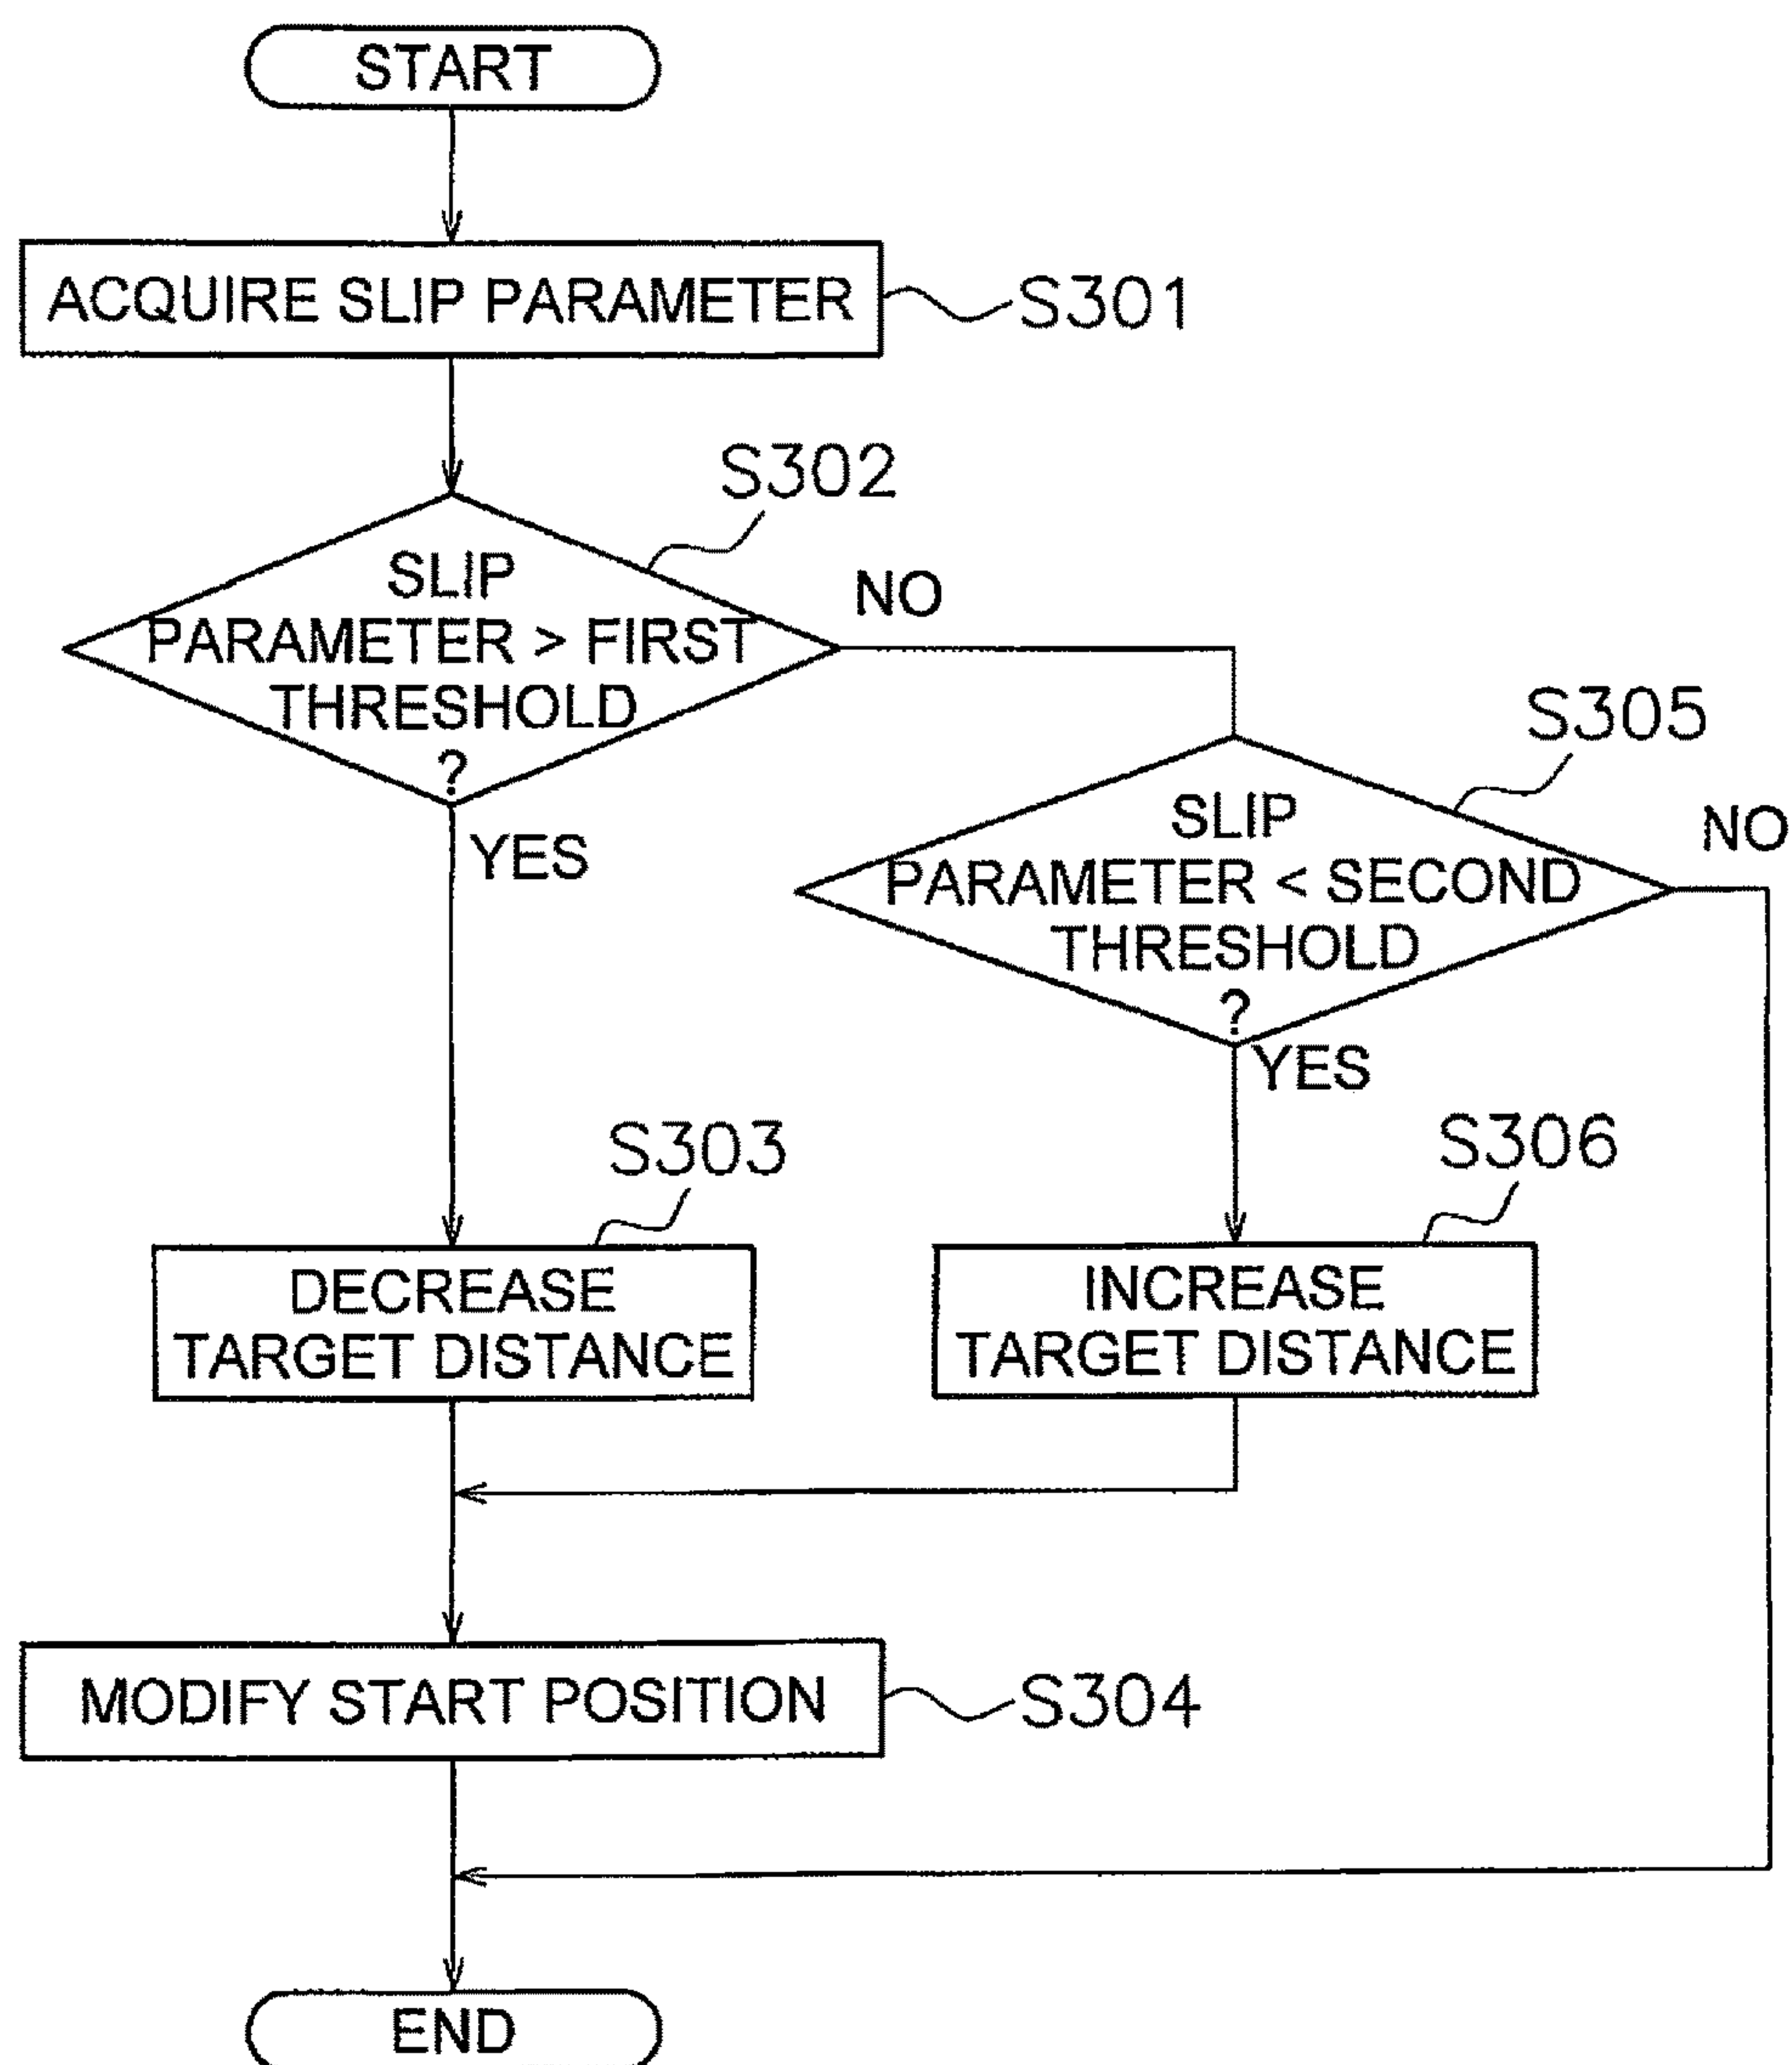 START
ACQUIRE SLIP PARAMETER
S301
S302
SLIP
PARAMETER > FIRST
THRESHOLD
?
NO
YES
S305
SLIP
PARAMETER < SECOND
THRESHOLD
?
NO
YES
S303
DECREASE
TARGET DISTANCE
S306
INCREASE
TARGET DISTANCE
MODIFY START POSITION
S304
END